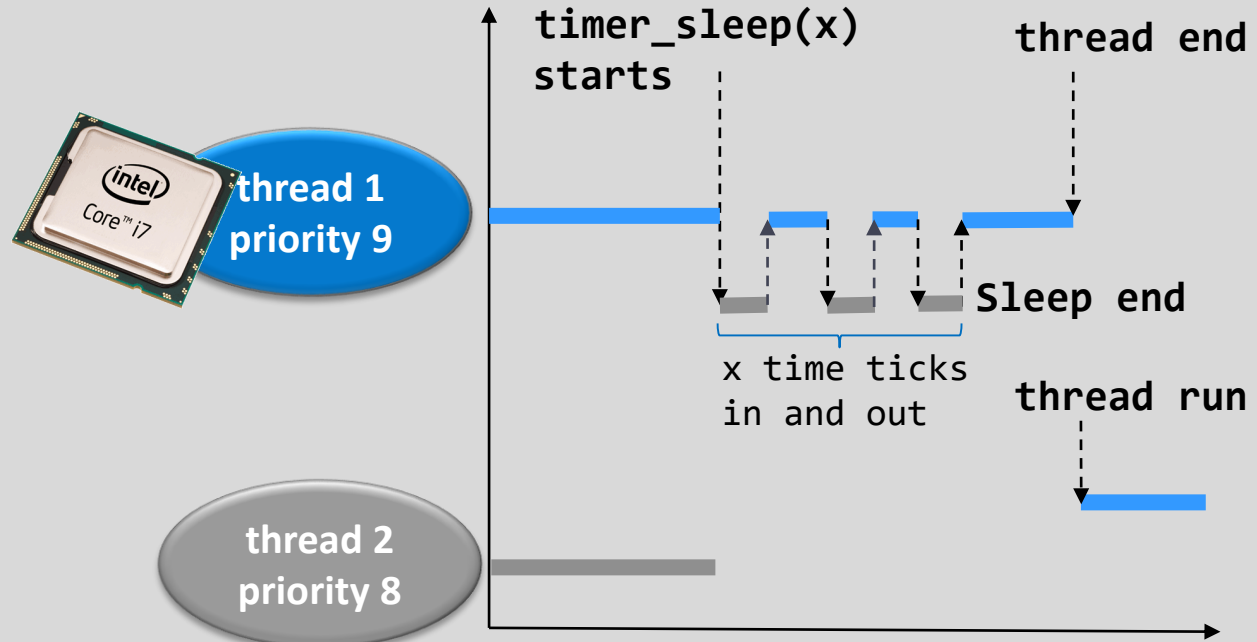 timer_sleep(x)
starts
thread end
intel
Core™ i7
thread 1
priority 9
Sleep end
x time ticks
in and out
thread run
thread 2
priority 8